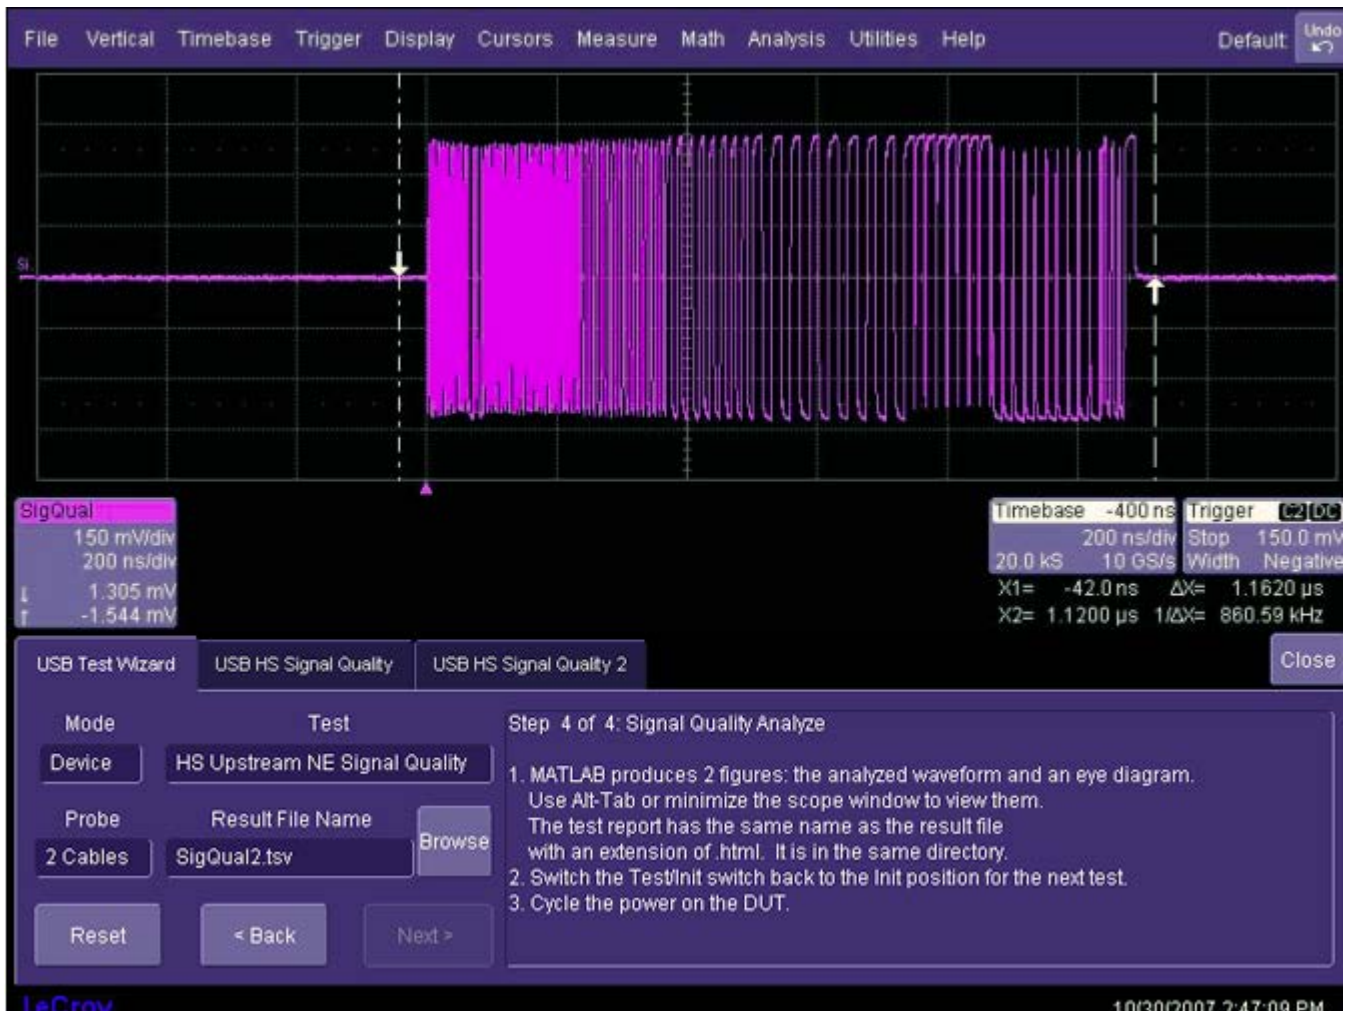 File Vertical Timebase Trigger Display Cursors Measure Math Analysis Utilities Help Default Undo
SigQual
150 mV/div
200 ns/div
1.305 mV
-1.544 mV
Timebase -400 ns
200 ns/div
20.0 kS 10 GS/s
Trigger C2 DC
Stop 150.0 mV
Width Negative
X1= -42.0 ns ΔX= 1.1620 µs
X2= 1.1200 µs 1/ΔX= 860.59 kHz
USB Test Wizard USB HS Signal Quality USB HS Signal Quality 2 Close
Mode Test
Device HS Upstream NE Signal Quality
Probe Result File Name
2 Cables SigQual2.tsv Browse
Reset < Back Next >
Step 4 of 4: Signal Quality Analyze
1. MATLAB produces 2 figures: the analyzed waveform and an eye diagram.
Use Alt-Tab or minimize the scope window to view them.
The test report has the same name as the result file
with an extension of .html. It is in the same directory.
2. Switch the Test/Init switch back to the Init position for the next test.
3. Cycle the power on the DUT.
LeCroy 10/30/2007 2:47:09 PM